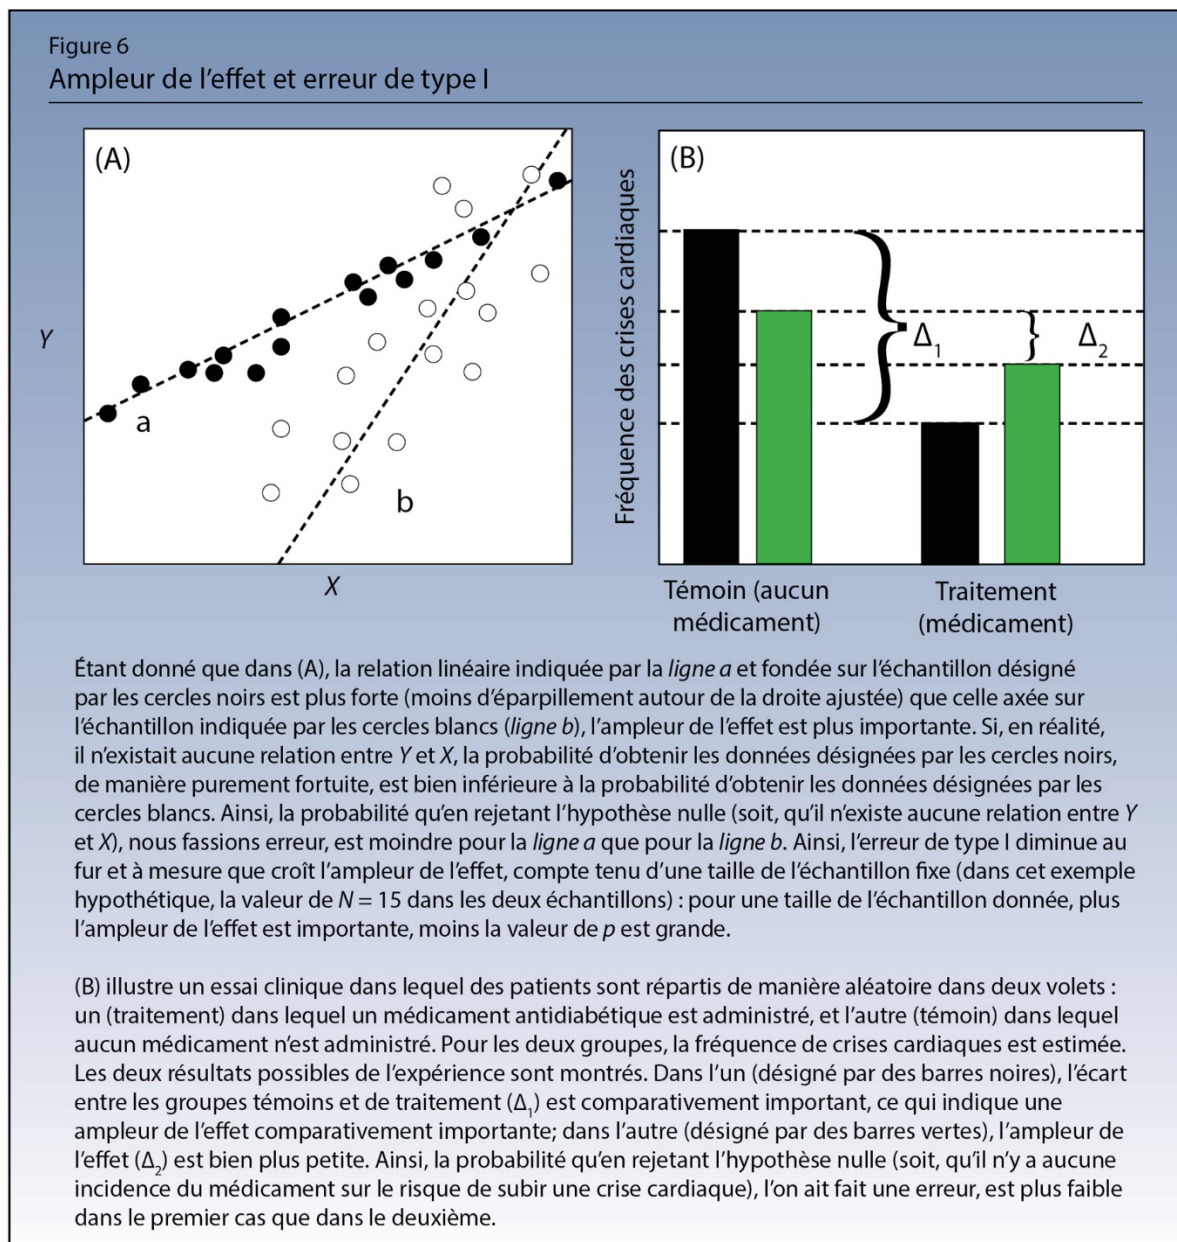 Figure 6
Ampleur de l'effet et erreur de type I
(A)
Y
a
b
X
(B)
Fréquence des crises cardiaques
Δ₁
Δ₂
Témoin (aucun
médicament)
Traitement
(médicament)
Étant donné que dans (A), la relation linéaire indiquée par la ligne a et fondée sur l'échantillon désigné
par les cercles noirs est plus forte (moins d'éparpillement autour de la droite ajustée) que celle axée sur
l'échantillon indiquée par les cercles blancs (ligne b), l'ampleur de l'effet est plus importante. Si, en réalité,
il n'existait aucune relation entre Y et X, la probabilité d'obtenir les données désignées par les cercles noirs,
de manière purement fortuite, est bien inférieure à la probabilité d'obtenir les données désignées par les
cercles blancs. Ainsi, la probabilité qu'en rejetant l'hypothèse nulle (soit, qu'il n'existe aucune relation entre Y
et X), nous fassions erreur, est moindre pour la ligne a que pour la ligne b. Ainsi, l'erreur de type I diminue au
fur et à mesure que croît l'ampleur de l'effet, compte tenu d'une taille de l'échantillon fixe (dans cet exemple
hypothétique, la valeur de N = 15 dans les deux échantillons) : pour une taille de l'échantillon donnée, plus
l'ampleur de l'effet est importante, moins la valeur de p est grande.
(B) illustre un essai clinique dans lequel des patients sont répartis de manière aléatoire dans deux volets :
un (traitement) dans lequel un médicament antidiabétique est administré, et l'autre (témoin) dans lequel
aucun médicament n'est administré. Pour les deux groupes, la fréquence de crises cardiaques est estimée.
Les deux résultats possibles de l'expérience sont montrés. Dans l'un (désigné par des barres noires), l'écart
entre les groupes témoins et de traitement (Δ₁) est comparativement important, ce qui indique une
ampleur de l'effet comparativement importante; dans l'autre (désigné par des barres vertes), l'ampleur de
l'effet (Δ₂) est bien plus petite. Ainsi, la probabilité qu'en rejetant l'hypothèse nulle (soit, qu'il n'y a aucune
incidence du médicament sur le risque de subir une crise cardiaque), l'on ait fait une erreur, est plus faible
dans le premier cas que dans le deuxième.